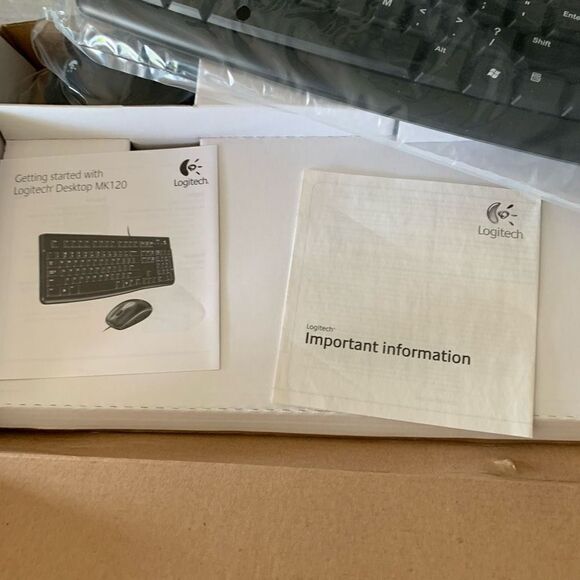 M
<
,
>
.
?
/
Enter
Shift
Alt
Getting started with
Logitech® Desktop MK120
Logitech
Logitech
Logitech®
Important information